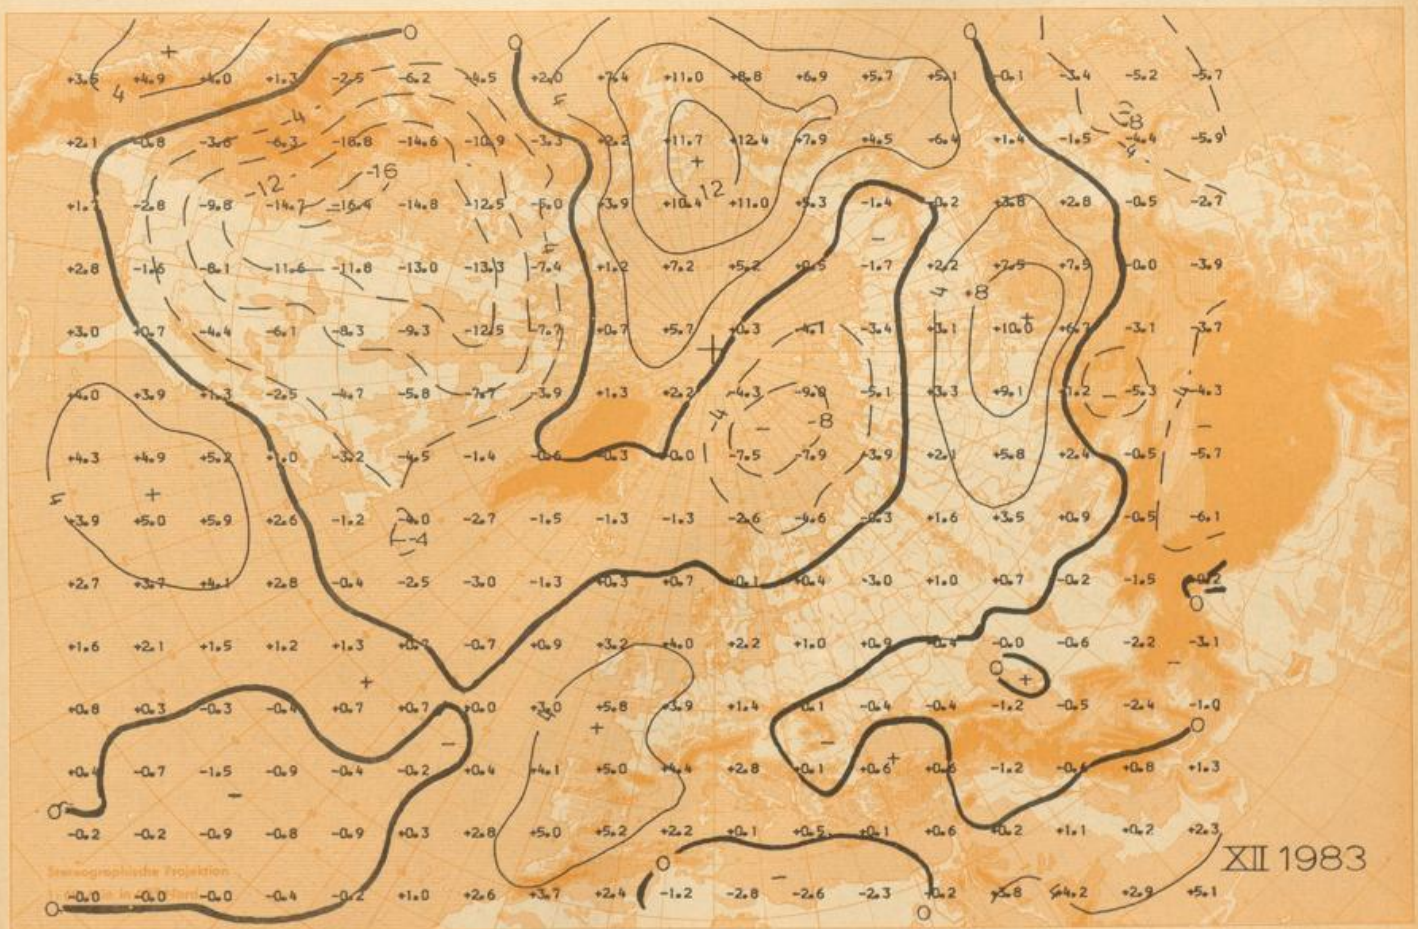 O O O
+3.5 +4.9 +4.0 +1.3 -2.5 -6.2 -4.5 +2.0 +7.4 +11.0 +8.8 +6.9 +5.7 +5.1 -0.1 -3.4 -5.2 -5.7
4 -4 4 -8
+2.1 -0.8 -3.6 -6.3 -18.8 -14.6 -10.9 -3.3 +2.2 +11.7 +12.4 +7.9 +4.5 -6.4 +1.4 -1.5 -4.4 -5.9
-12 -16 12 -4
-2.8 -9.8 -14.7 -16.4 -14.8 -12.5 -5.0 +3.9 +10.4 +11.0 +5.3 -1.4 -0.2 +3.8 +2.8 -0.5 -2.7
+2.8 -1.6 -8.1 -11.6 -11.8 -13.0 -13.3 -7.4 +1.2 +7.2 +5.2 +0.5 -1.7 +2.2 +7.5 +7.5 -0.0 -3.9
4 +8
+3.0 +0.7 -4.4 -6.1 -8.3 -9.3 -12.5 -7.7 +0.7 +5.7 +0.3 -4.1 -3.4 +3.1 +10.0 +6.7 -3.1 -3.7
+4.0 +3.9 +1.3 -2.5 -4.7 -5.8 -7.7 -3.9 +1.3 +2.2 -4.3 -9.0 -5.1 +3.3 +9.1 +1.2 -5.3 -4.3
-4 -8 -4
+4.3 +4.9 +5.2 +1.0 -3.2 -4.5 -1.4 -0.6 -0.3 -0.0 -7.5 -7.9 -3.9 +2.1 +5.8 +2.4 -0.5 -5.7
4
+3.9 +5.0 +5.9 +2.6 -1.2 -4.0 -2.7 -1.5 -1.3 -1.3 -2.6 -4.6 -0.3 +1.6 +3.5 +0.9 -0.5 -6.1
-4
+2.7 +3.7 +4.1 +2.8 -0.4 -2.5 -3.0 -1.3 +0.3 +0.7 +0.1 +0.4 -3.0 +1.0 +0.7 -0.2 -1.5
O
+1.6 +2.1 +1.5 +1.2 +1.3 +0.7 -0.7 +0.9 +3.2 +4.0 +2.2 +1.0 +0.9 -0.4 -0.0 -0.6 -2.2 -3.1
O
+0.8 +0.3 -0.3 -0.4 +0.7 +0.7 +0.0 +3.0 +5.8 +3.9 +1.4 +0.1 -0.4 -0.4 -1.2 -0.5 -2.4 -1.0
4 O
+0.4 -0.7 -1.5 -0.9 -0.4 -0.2 +0.4 +4.1 +5.0 +4.4 +2.8 +0.1 +0.6 +0.6 -1.2 -0.6 +0.8 +1.3
O
-0.2 -0.2 -0.9 -0.8 -0.9 +0.3 +2.8 +5.0 +5.2 +2.2 +0.1 +0.5 +0.1 +0.6 +0.2 +1.1 +0.2 +2.3
XII 1983
Stereographische Projektion
O
-0.0 -0.0 -0.0 -0.4 -0.2 +1.0 +2.6 +3.7 +2.4 -1.2 -2.8 -2.3 -0.2 +3.8 +4.2 +2.9 +5.1
O O